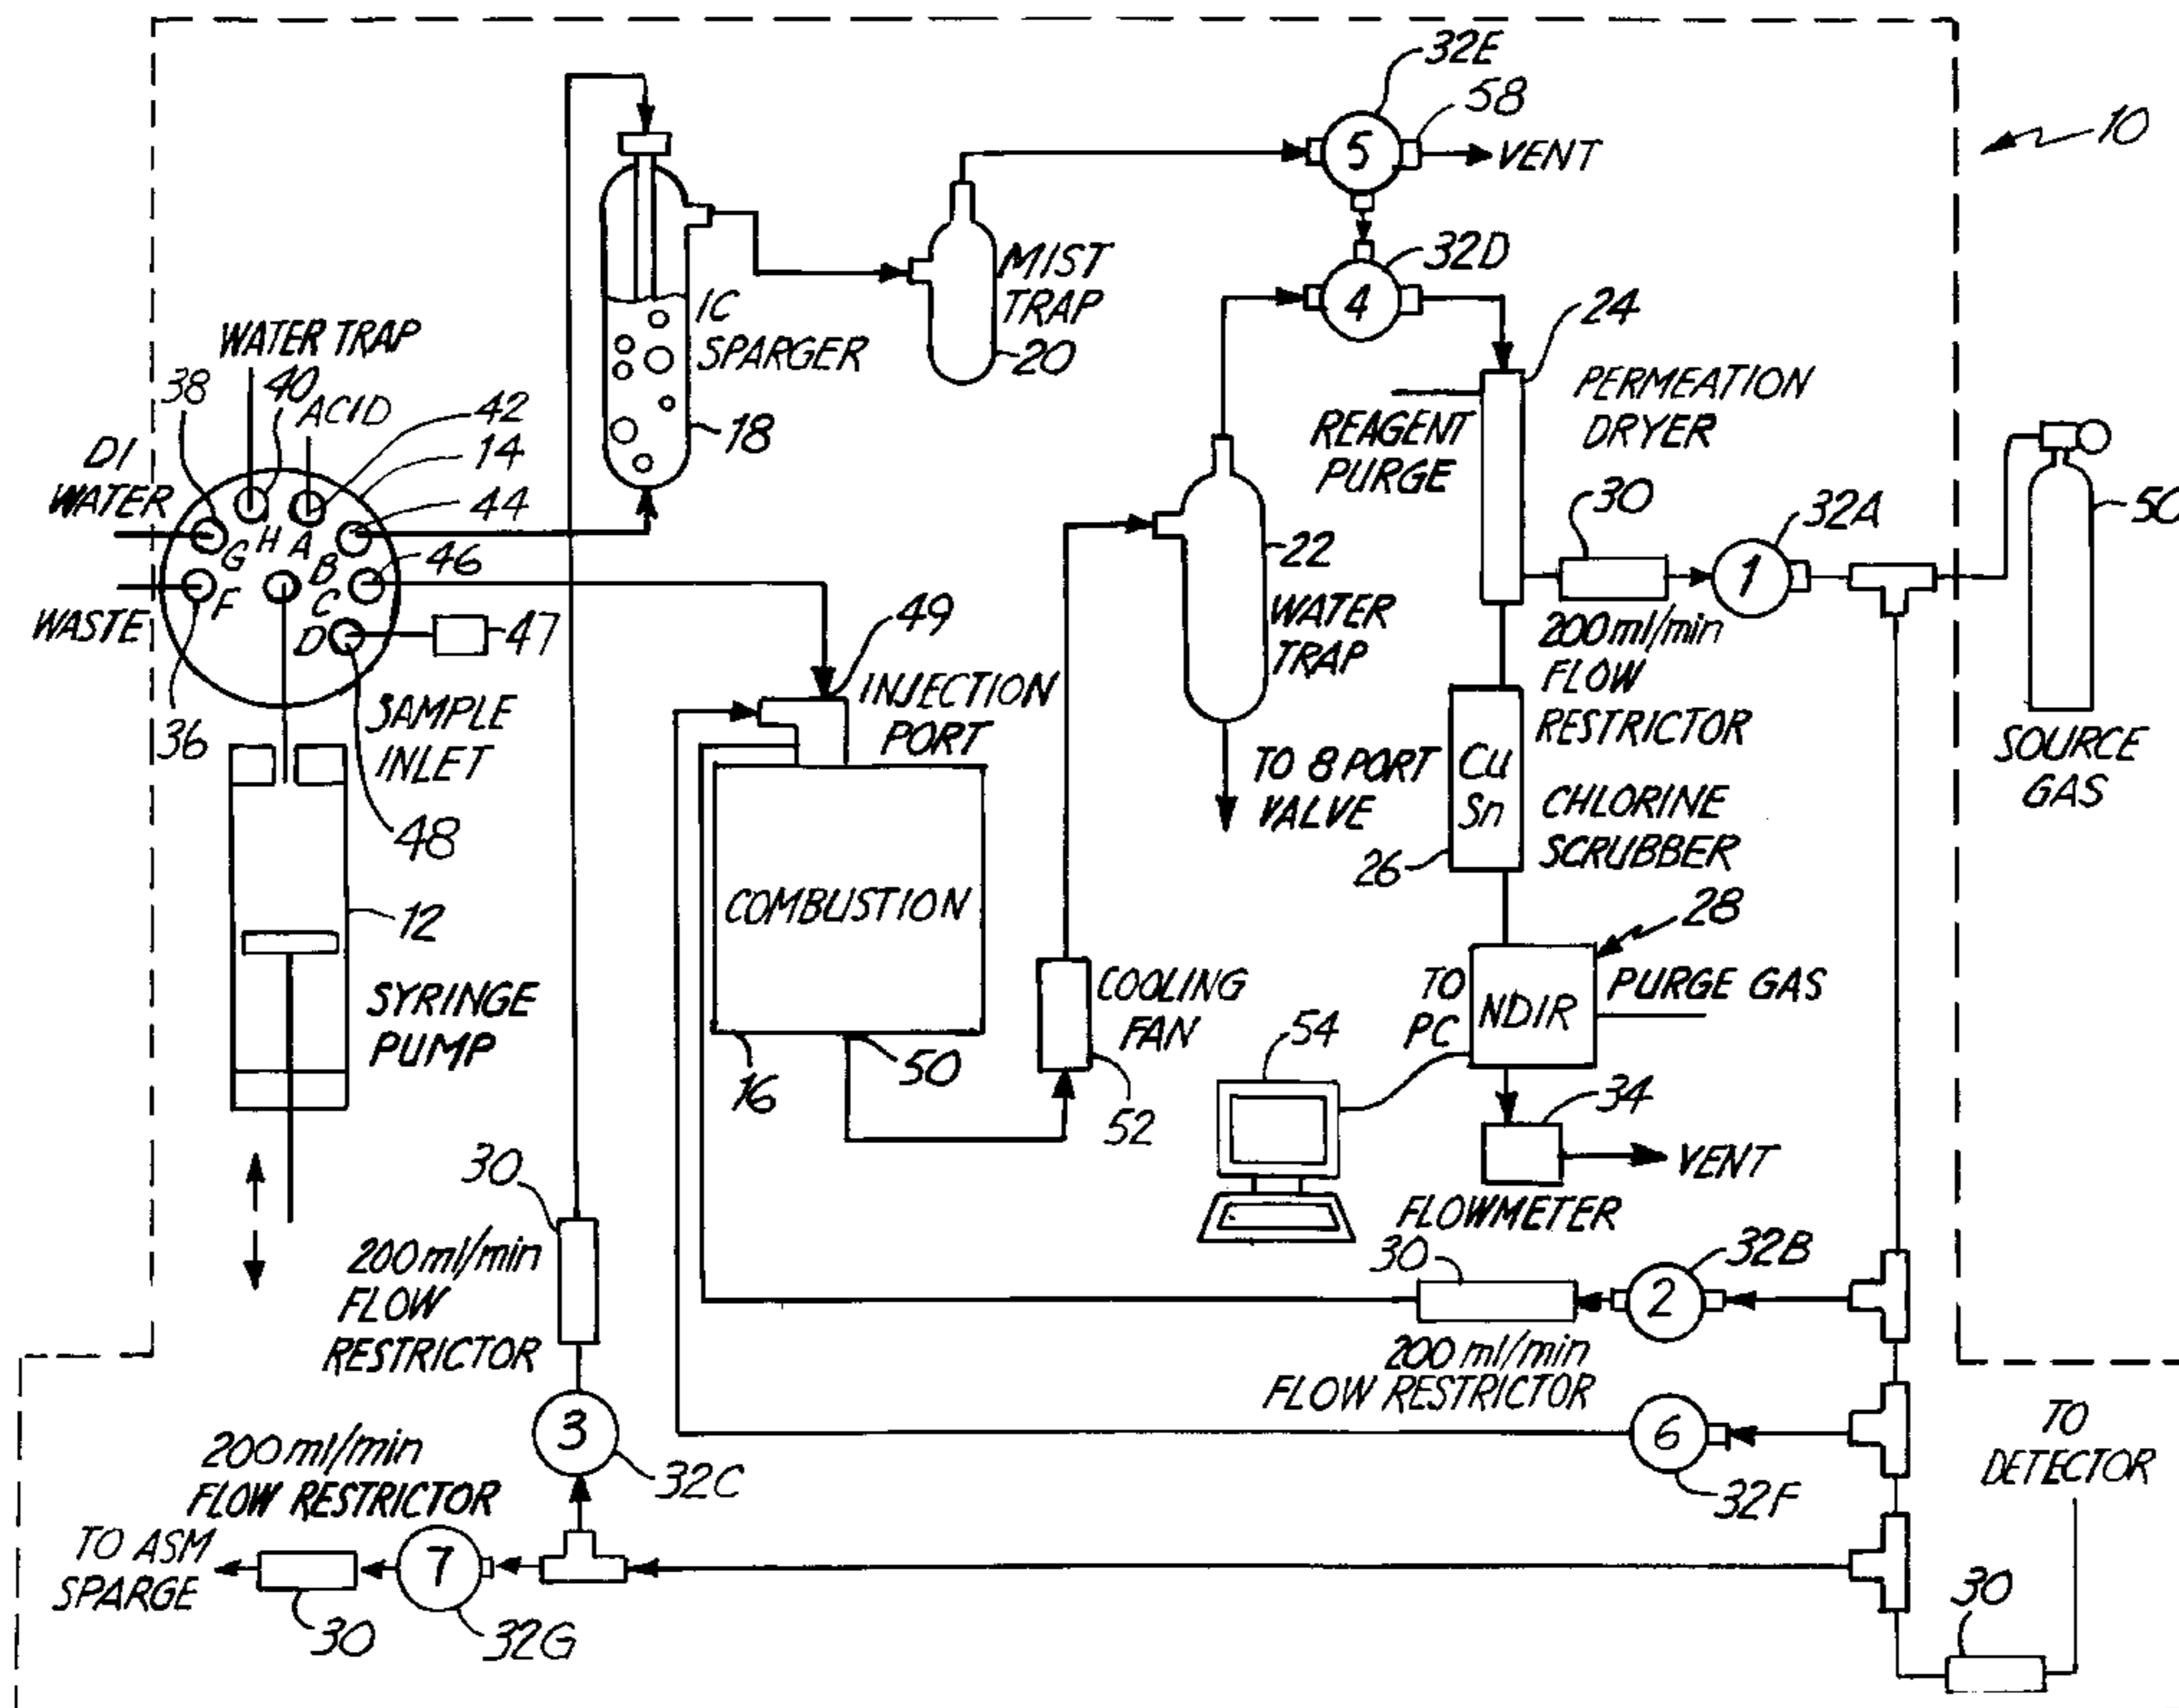 32E
58
5
VENT
10
32D
4
MIST
TRAP
20
IC
SPARGER
18
24
PERMEATION
DRYER
REAGENT
PURGE
WATER TRAP
38
40
ACID
42
14
44
46
DI
WATER
WASTE
G
H
A
B
C
D
F
47
36
SAMPLE
INLET
48
12
SYRINGE
PUMP
49
INJECTION
PORT
COMBUSTION
16
50
COOLING
FAN
52
22
WATER
TRAP
TO 8 PORT
VALVE
30
32A
1
200ml/min
FLOW
RESTRICTOR
50
SOURCE
GAS
Cu
Sn
CHLORINE
SCRUBBER
26
28
TO
PC
NDIR
PURGE GAS
54
34
VENT
FLOWMETER
30
32B
2
200 ml/min
FLOW RESTRICTOR
6
32F
30
200ml/min
FLOW
RESTRICTOR
3
32C
200ml/min
FLOW RESTRICTOR
TO ASM
SPARGE
30
7
32G
TO
DETECTOR
30